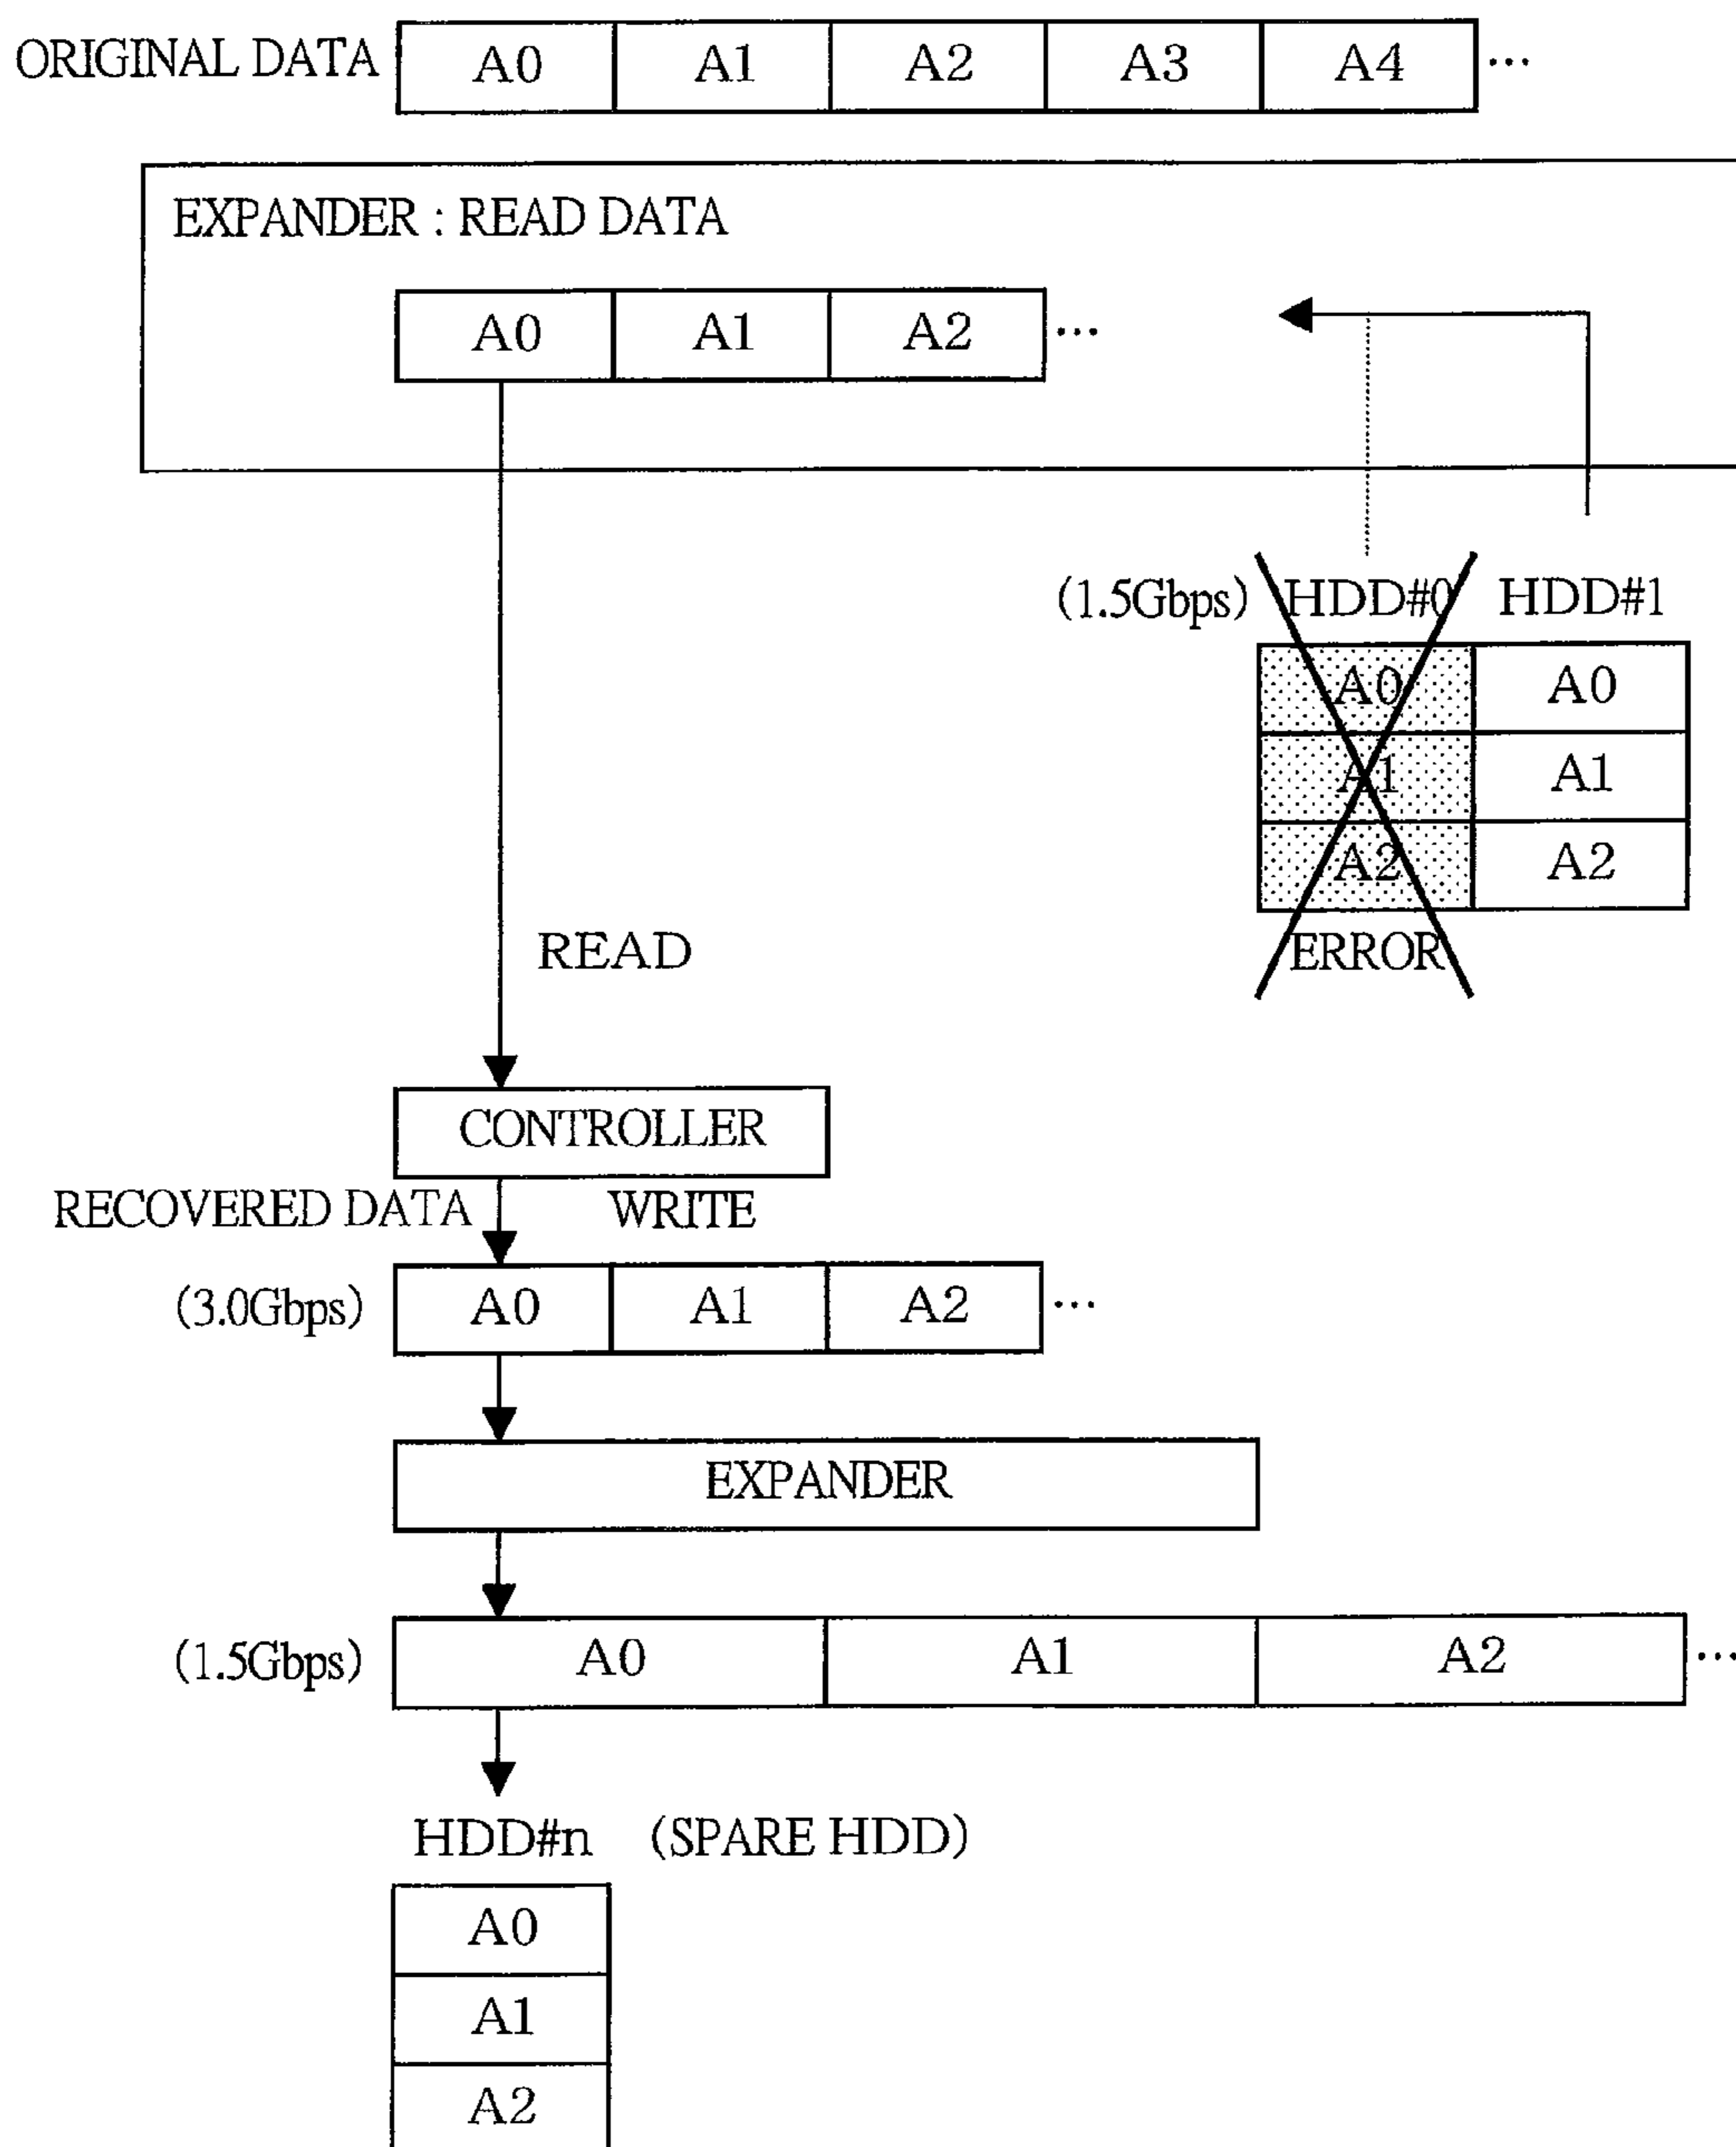 ORIGINAL DATA A0 A1 A2 A3 A4 ...
EXPANDER : READ DATA
A0 A1 A2 ...
(1.5Gbps) HDD#0 HDD#1
A0 A0
A1 A1
A2 A2
READ ERROR
CONTROLLER
RECOVERED DATA WRITE
(3.0Gbps) A0 A1 A2 ...
EXPANDER
(1.5Gbps) A0 A1 A2 ...
HDD#n (SPARE HDD)
A0
A1
A2